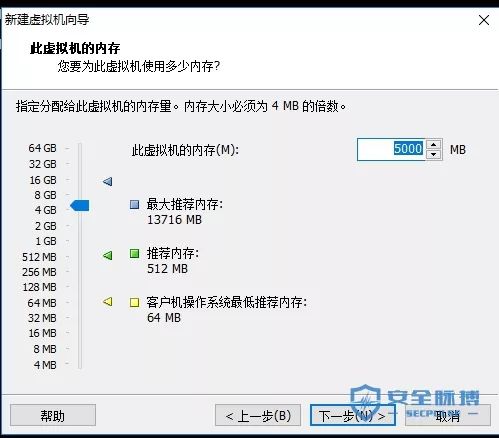 新建虚拟机向导
此虚拟机的内存
您要为此虚拟机使用多少内存?
指定分配给此虚拟机的内存量。内存大小必须为 4 MB 的倍数。
64 GB
32 GB
16 GB
8 GB
4 GB
2 GB
1 GB
512 MB
256 MB
128 MB
64 MB
32 MB
16 MB
8 MB
4 MB
此虚拟机的内存(M):
5000
MB
最大推荐内存:
13716 MB
推荐内存:
512 MB
客户机操作系统最低推荐内存:
64 MB
帮助
< 上一步(B)
下一步(N) >
取消
安全脉搏
SECPULSE